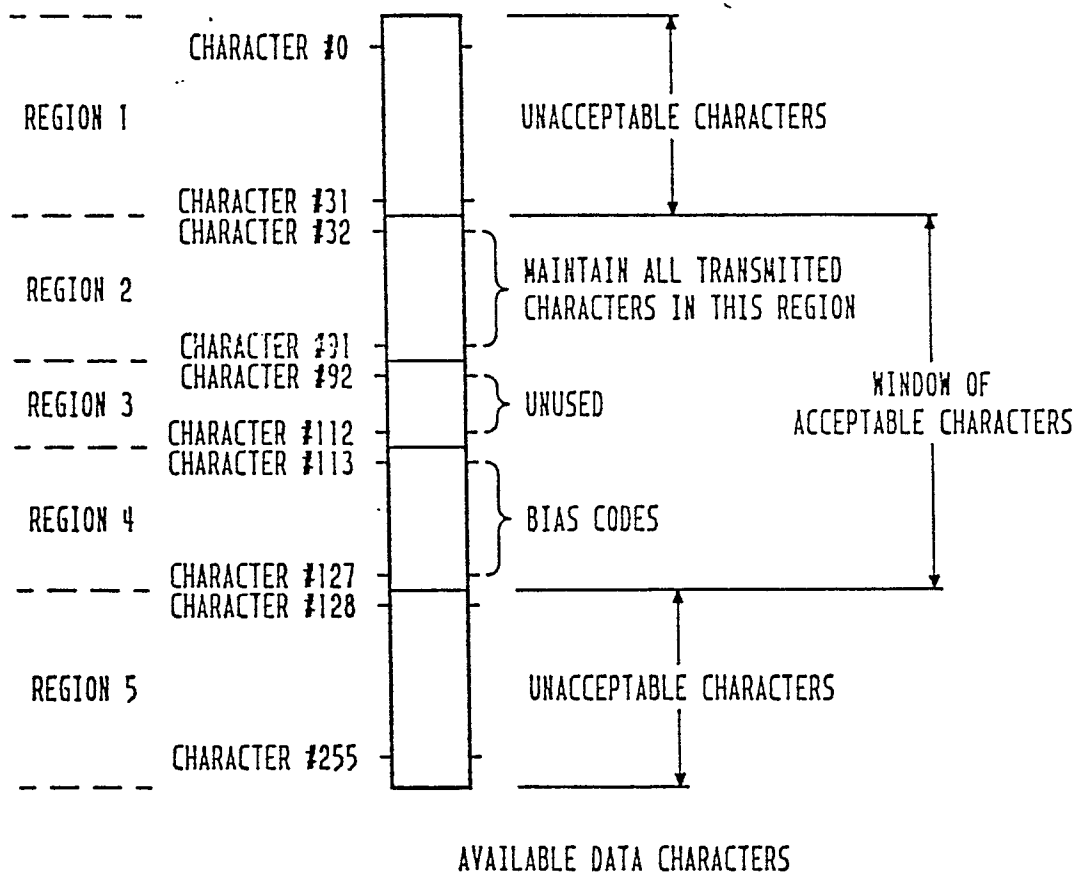 CHARACTER #0
REGION 1
UNACCEPTABLE CHARACTERS
CHARACTER #31
CHARACTER #32
REGION 2
MAINTAIN ALL TRANSMITTED
CHARACTERS IN THIS REGION
CHARACTER #91
CHARACTER #92
REGION 3
UNUSED
WINDOW OF
ACCEPTABLE CHARACTERS
CHARACTER #112
CHARACTER #113
REGION 4
BIAS CODES
CHARACTER #127
CHARACTER #128
REGION 5
UNACCEPTABLE CHARACTERS
CHARACTER #255
AVAILABLE DATA CHARACTERS